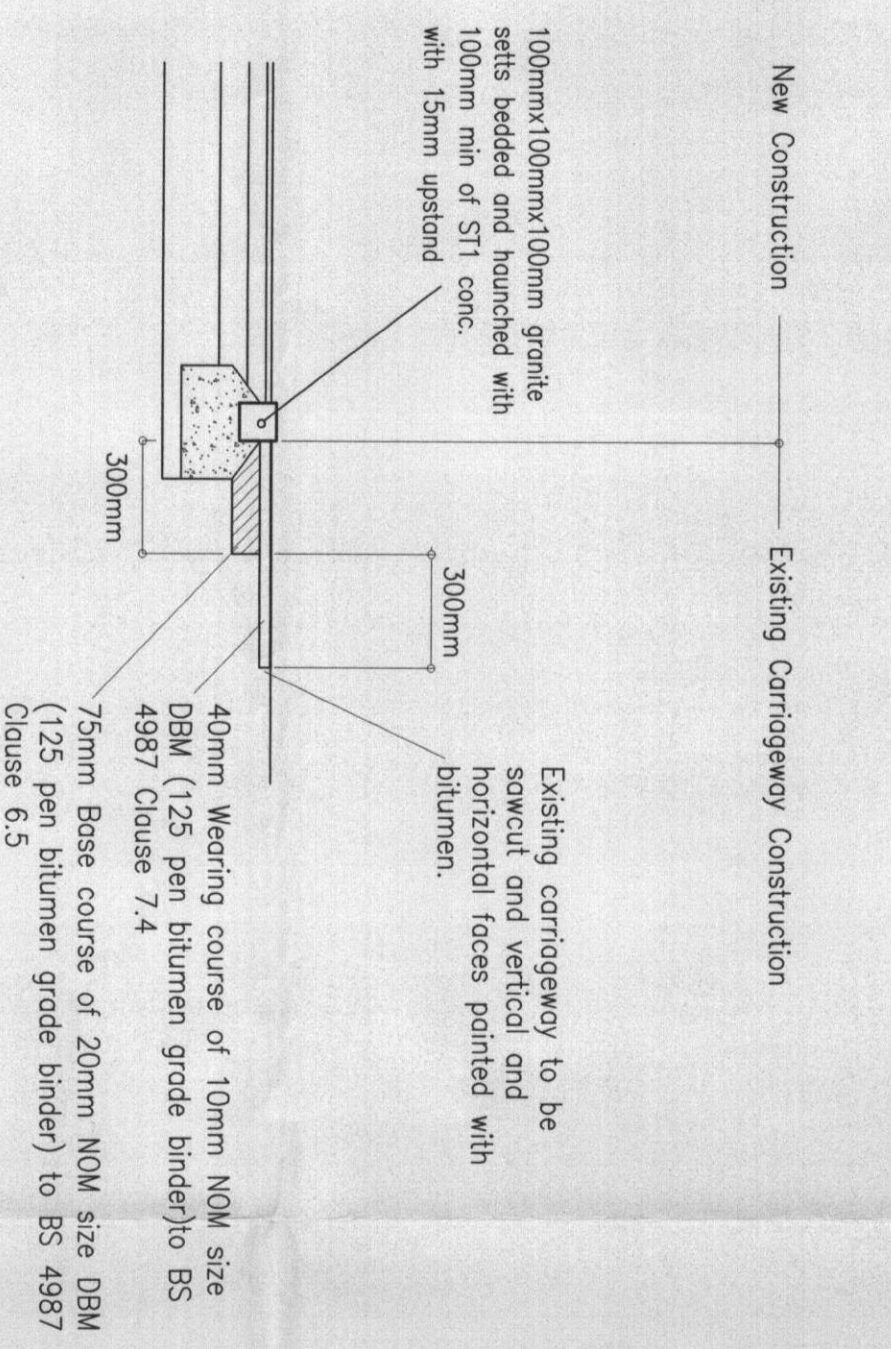 New Construction
Existing Carriageway Construction
100mmx100mmx100mm granite
setts bedded and haunched with
100mm min of ST1 conc.
with 15mm upstand
300mm
300mm
Existing carriageway to be
sawcut and vertical and
horizontal faces painted with
bitumen.
40mm Wearing course of 10mm NOM size
DBM (125 pen bitumen grade binder)to BS
4987 Clause 7.4
75mm Base course of 20mm NOM size DBM
(125 pen bitumen grade binder) to BS 4987
Clause 6.5